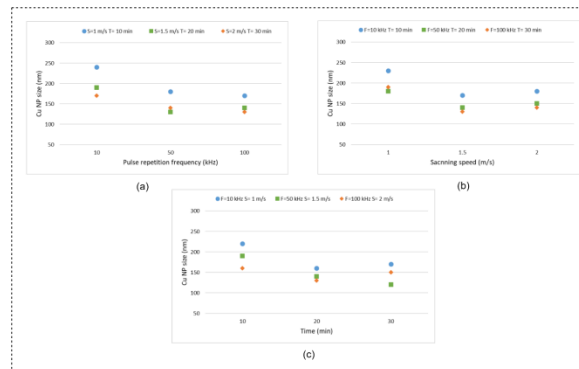 S=1 m/s T= 10 min S=1.5 m/s T= 20 min S=2 m/s T= 30 min
300
250
200
150
100
50
Cu NP size (nm)
10 50 100
Pulse repetition frequency (kHz)
(a)
F=10 kHz T= 10 min F=50 kHz T= 20 min F=100 kHz T= 30 min
300
250
200
150
100
50
Cu NP size (nm)
1 1.5 2
Sacnning speed (m/s)
(b)
F=10 kHz S= 1 m/s F=50 kHz S= 1.5 m/s F=100 kHz S= 2 m/s
300
250
200
150
100
50
Cu NP size (nm)
10 20 30
Time (min)
(c)